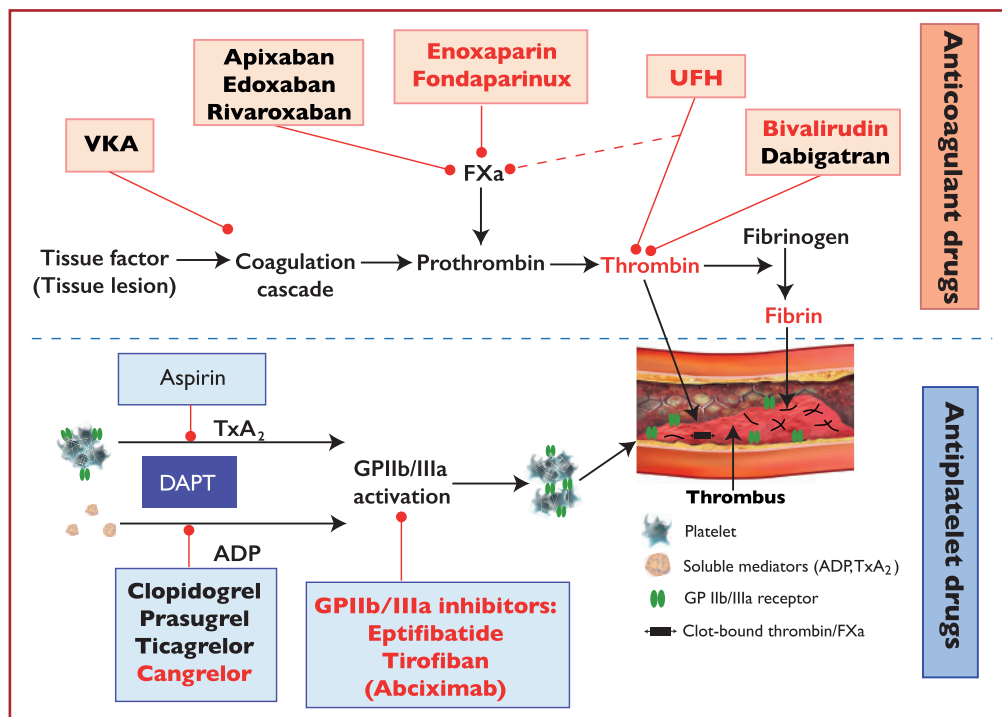 Apixaban
Edoxaban
Rivaroxaban
Enoxaparin
Fondaparinux
UFH
VKA
Bivalirudin
Dabigatran
FXa
Tissue factor
(Tissue lesion)
Coagulation
cascade
Prothrombin
Thrombin
Fibrinogen
Fibrin
Anticoagulant drugs
Aspirin
TxA2
DAPT
GPIIb/IIIa
activation
ADP
Clopidogrel
Prasugrel
Ticagrelor
Cangrelor
GPIIb/IIIa inhibitors:
Eptifibatide
Tirofiban
(Abciximab)
Thrombus
Platelet
Soluble mediators (ADP,TxA2)
GP IIb/IIIa receptor
Clot-bound thrombin/FXa
Antiplatelet drugs